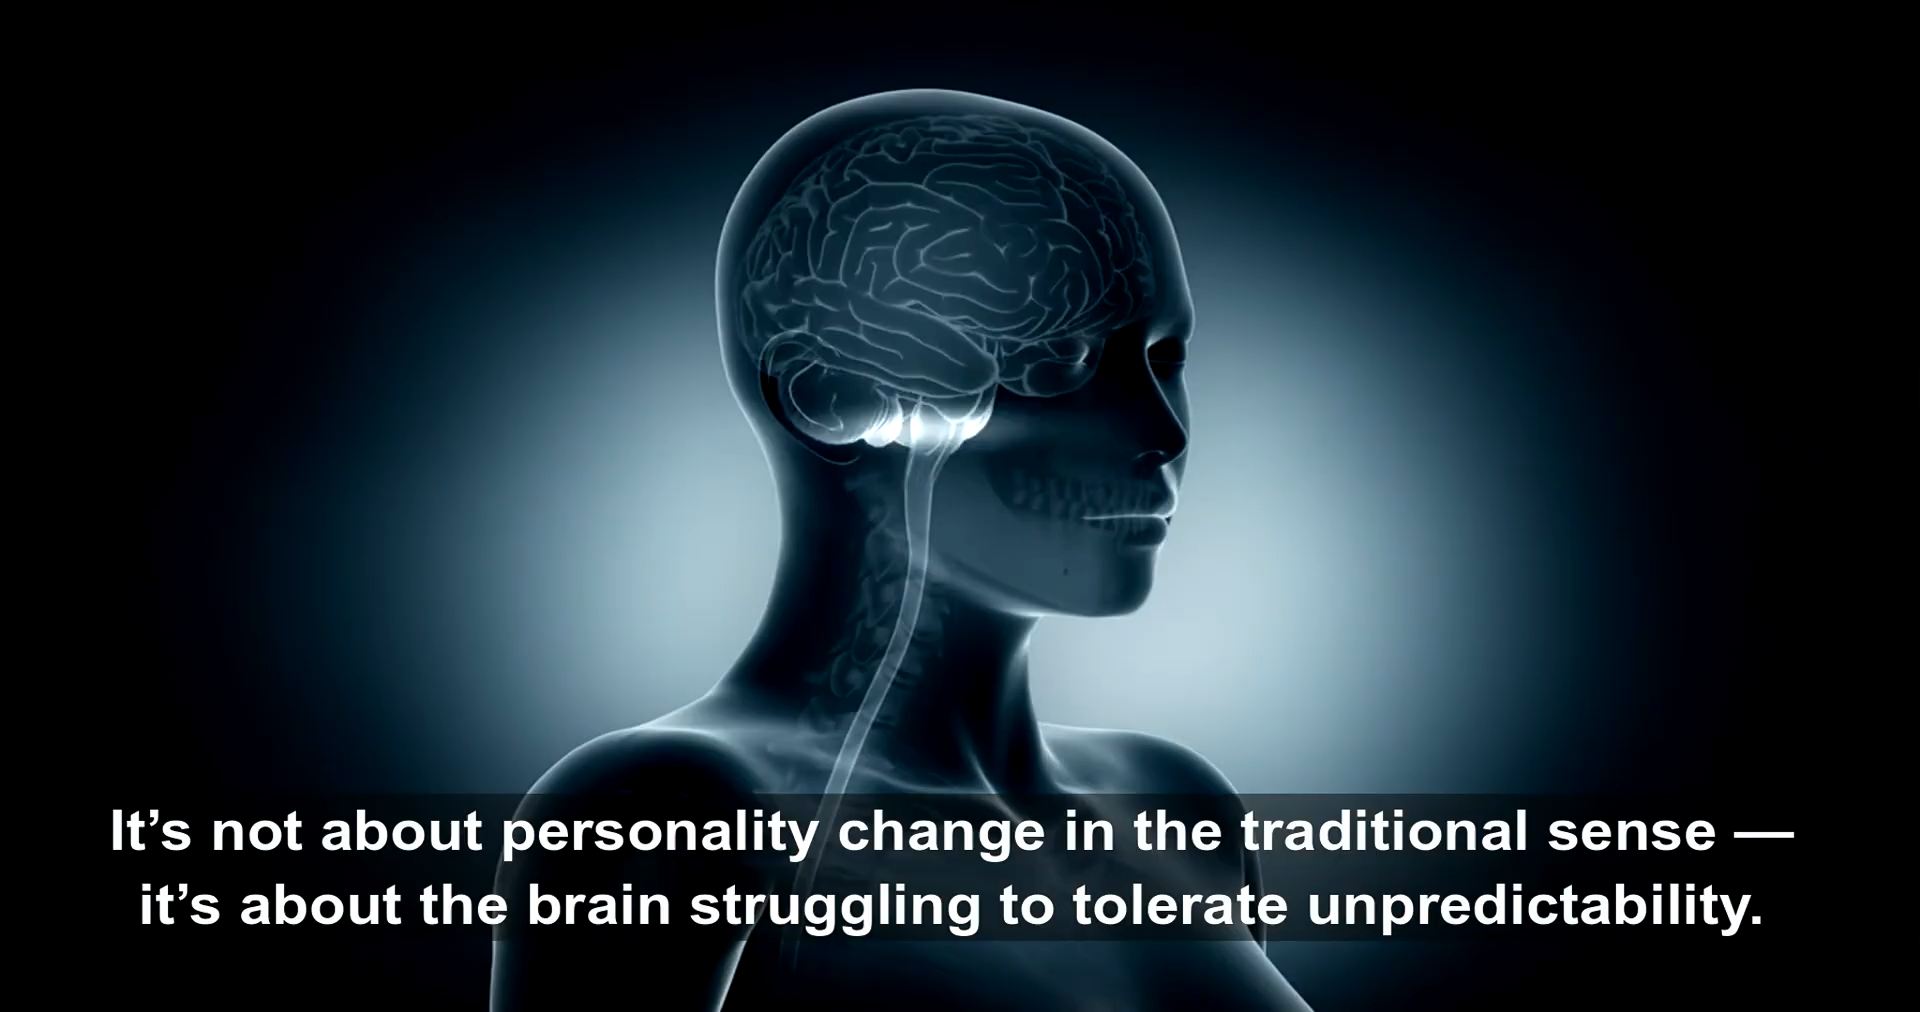 It’s not about personality change in the traditional sense —
it’s about the brain struggling to tolerate unpredictability.